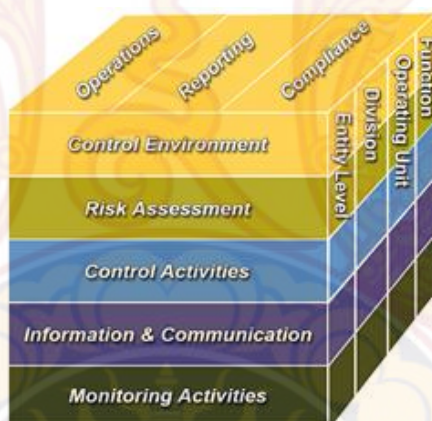 Operations
Reporting
Compliance
Control Environment
Risk Assessment
Control Activities
Information & Communication
Monitoring Activities
Entity Level
Division
Operating Unit
Function